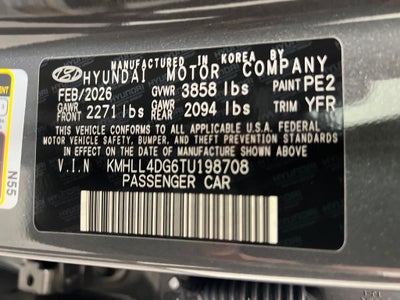 MANUFACTURED IN KOREA BY
HYUNDAI MOTOR COMPANY
FEB/2026 GVWR 3858 lbs PAINT PE2
GAWR FRONT 2271 lbs GAWR REAR 2094 lbs TRIM YFR
THIS VEHICLE CONFORMS TO ALL APPLICABLE U.S.A. FEDERAL
MOTOR VEHICLE SAFETY, BUMPER, AND THEFT PREVENTION STANDARDS
IN EFFECT ON THE DATE OF MANUFACTURE SHOWN ABOVE.
V.I.N KMHLL4DG6TU198708
PASSENGER CAR
N55